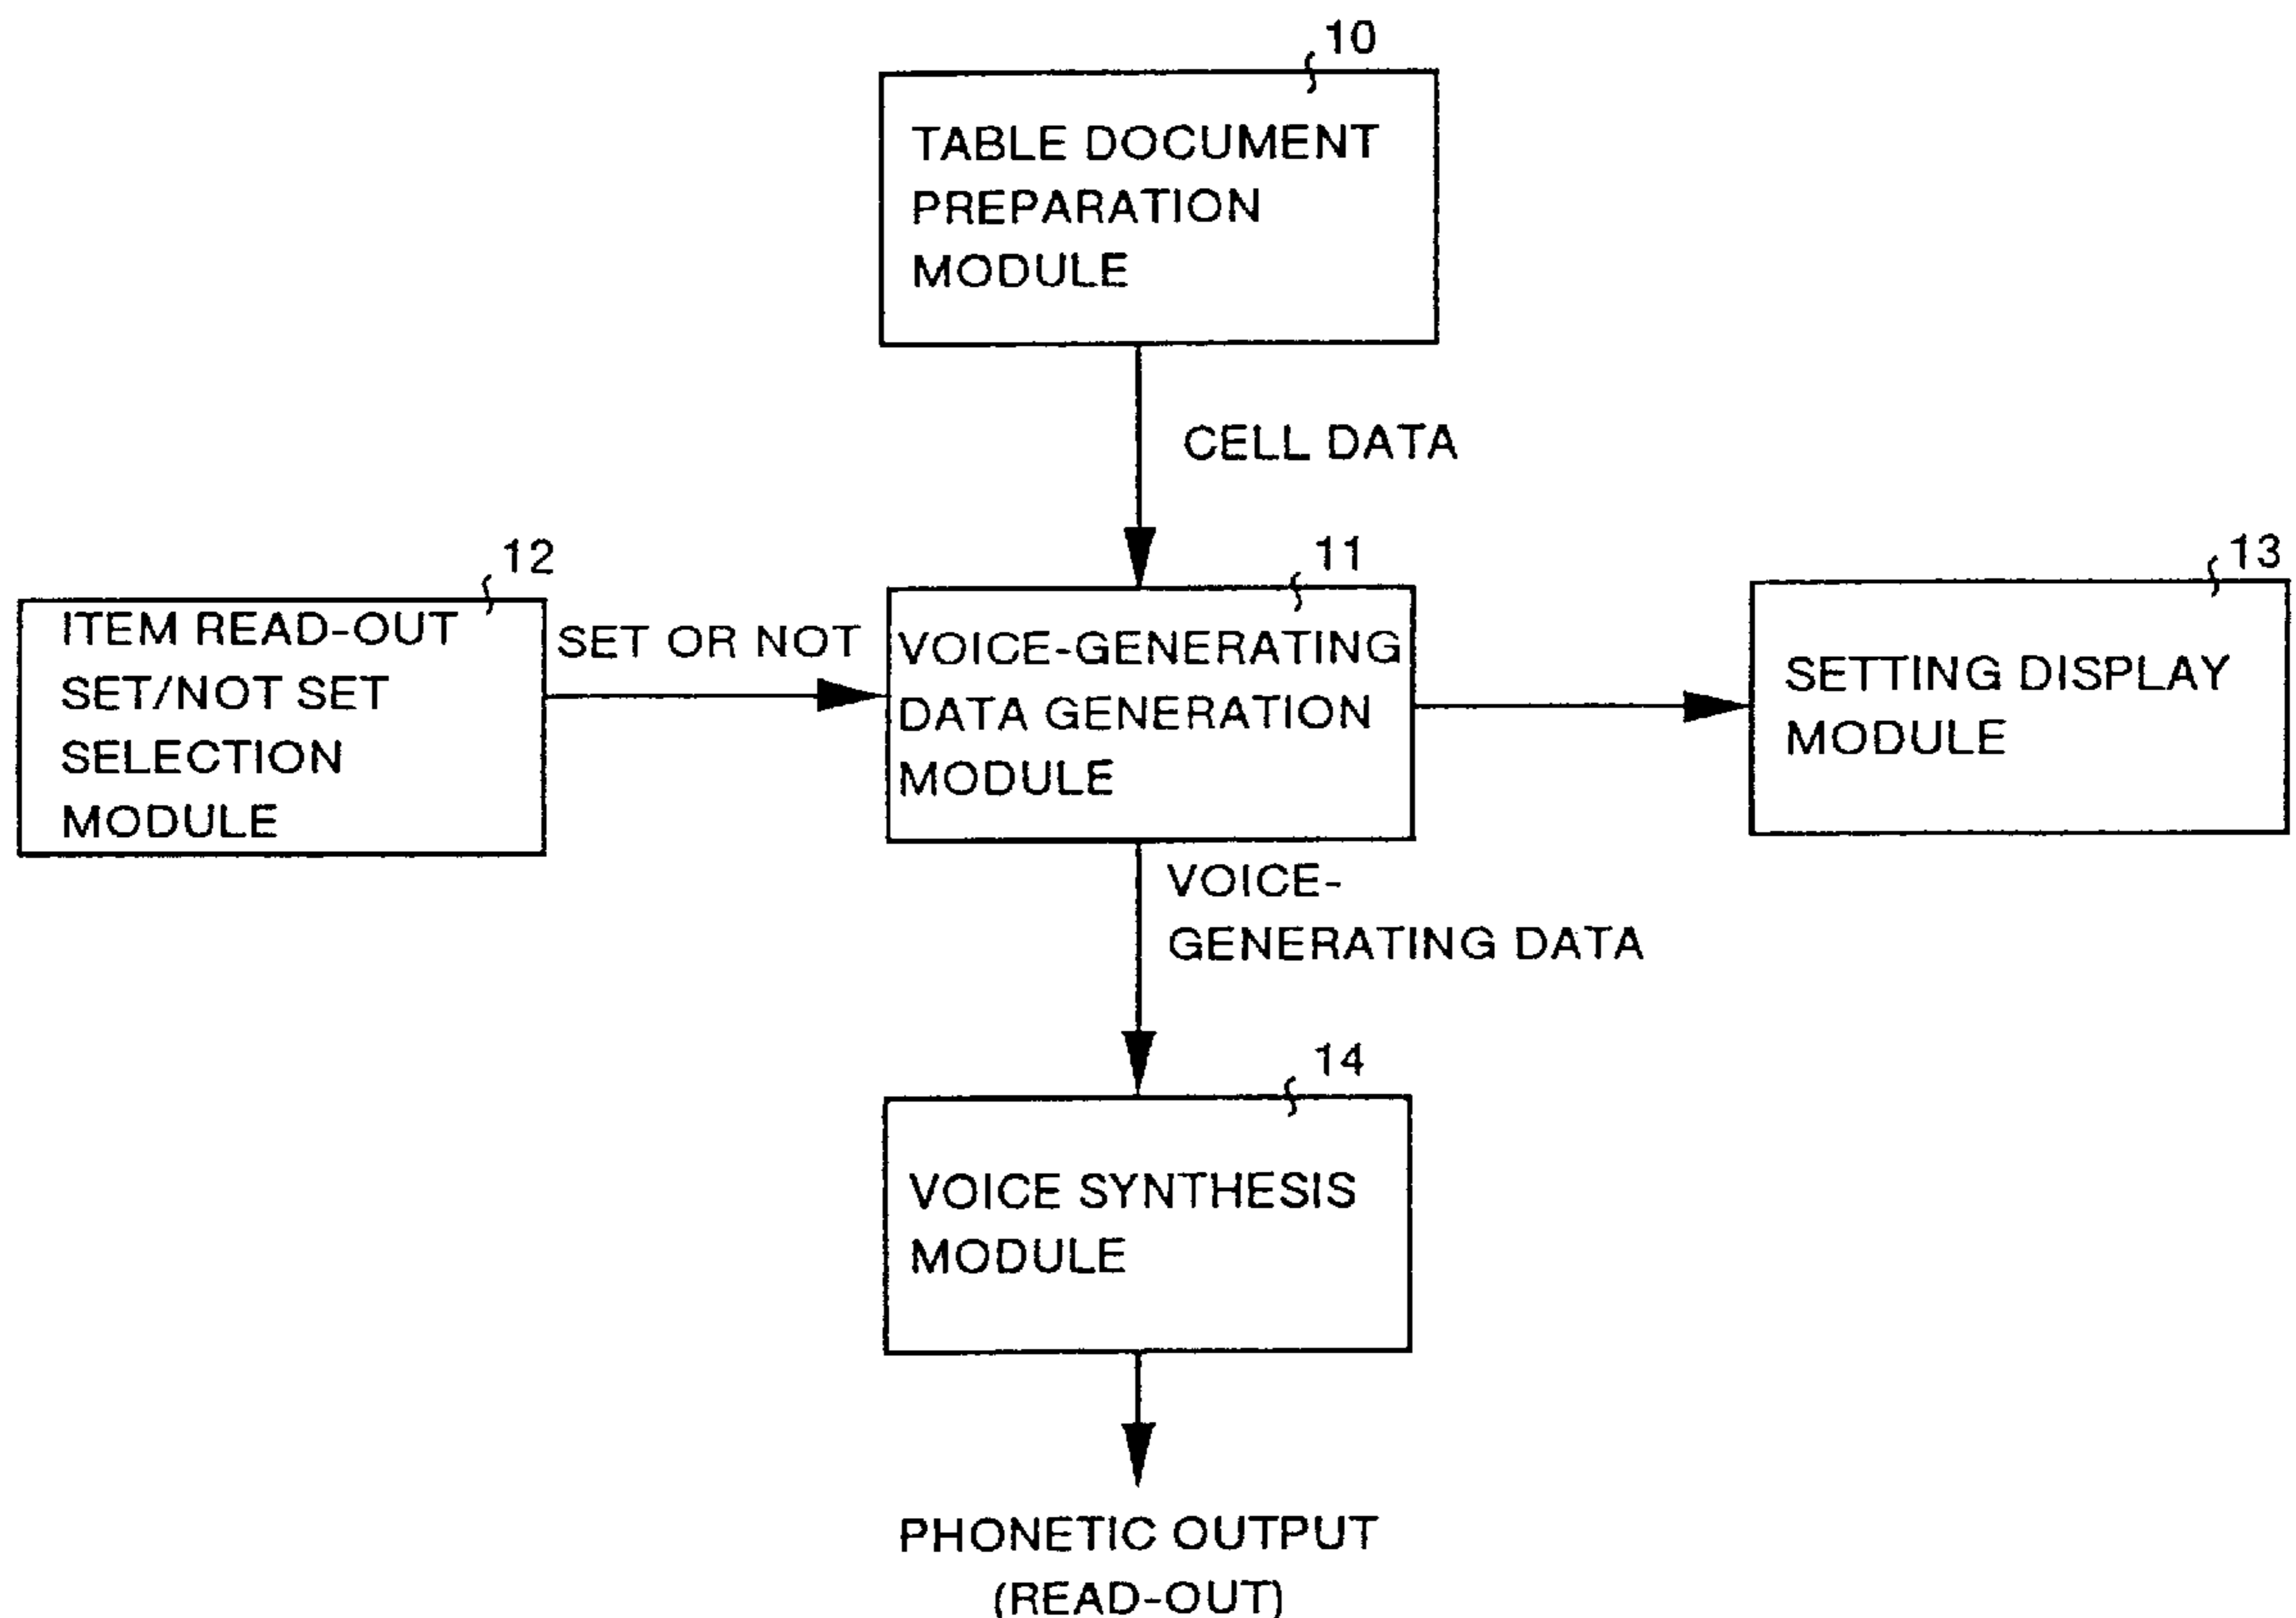 10
TABLE DOCUMENT
PREPARATION
MODULE
CELL DATA
12
ITEM READ-OUT
SET/NOT SET
SELECTION
MODULE
SET OR NOT
11
VOICE-GENERATING
DATA GENERATION
MODULE
13
SETTING DISPLAY
MODULE
VOICE-
GENERATING DATA
14
VOICE SYNTHESIS
MODULE
PHONETIC OUTPUT
(READ-OUT)